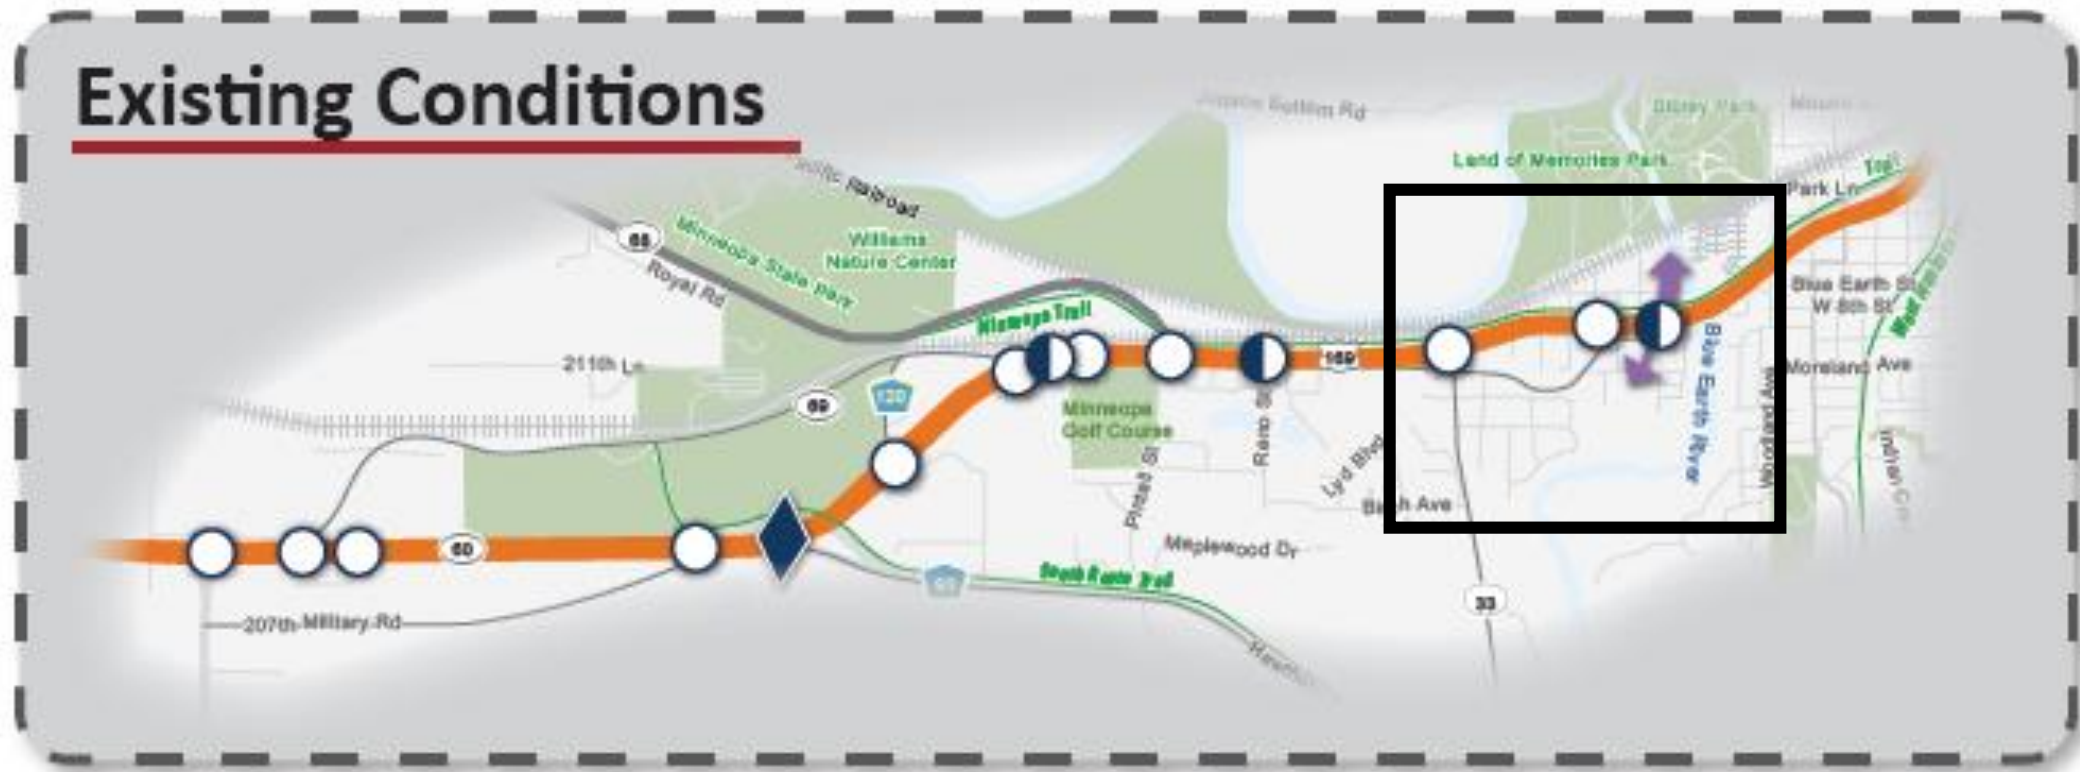 Existing Conditions
Land of Memories Park
Park Ln
Trail
68
Minneopa State park
Williams
Nature Center
Railroad
Royal Rd
Blue Earth St
W 8th St
Minneopa Trail
211th Ln
169
Moreland Ave
69
120
Minneopa
Golf Course
Blue Earth River
Woodland Ave
Reno St
Lyd Blvd
60
Maplewood Dr
South Route Trail
33
207th Military Rd